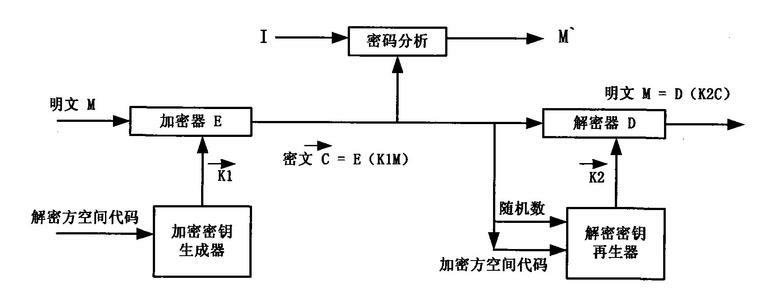 I
密码分析
M`
明文 M
加密器 E
明文 M = D（K2C）
解密器 D
密文 C = E（K1M）
K1
K2
解密方空间代码
加密密钥
生成器
随机数
加密方空间代码
解密密钥
再生器